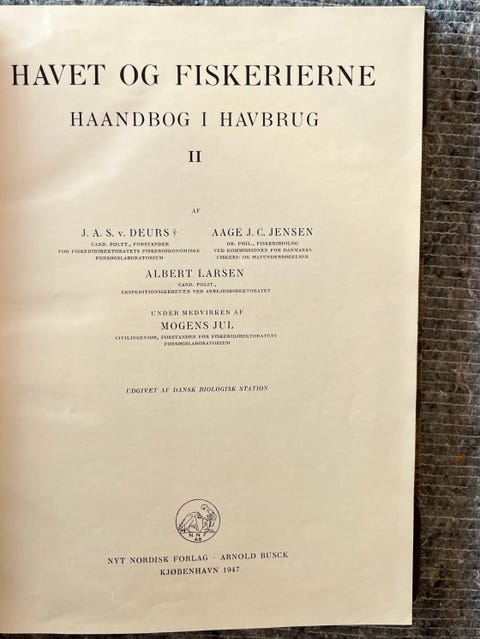 HAVET OG FISKERIERNE
HAANDBOG I HAVBRUG
II
AF
J. A. S. v. DEURS †
CAND. POLYT., FORSTANDER
FOR FISKERIDIREKTORATETS FISKERIØKONOMISKE
FORSØGSLABORATORIUM
AAGE J. C. JENSEN
DR. PHIL., FISKERIBIOLOG
VED KOMMISSIONEN FOR DANMARKS
FISKERI- OG HAVUNDERSØGELSER
ALBERT LARSEN
CAND. POLIT.,
EKSPEDITIONSSEKRETÆR VED ARBEJDSDIREKTORATET
UNDER MEDVIRKEN AF
MOGENS JUL
CIVILINGENIØR, FORSTANDER FOR FISKERIDIREKTORATETS
FORSØGSLABORATORIUM
UDGIVET AF DANSK BIOLOGISK STATION
N N
AB
NYT NORDISK FORLAG · ARNOLD BUSCK
KJØBENHAVN 1947